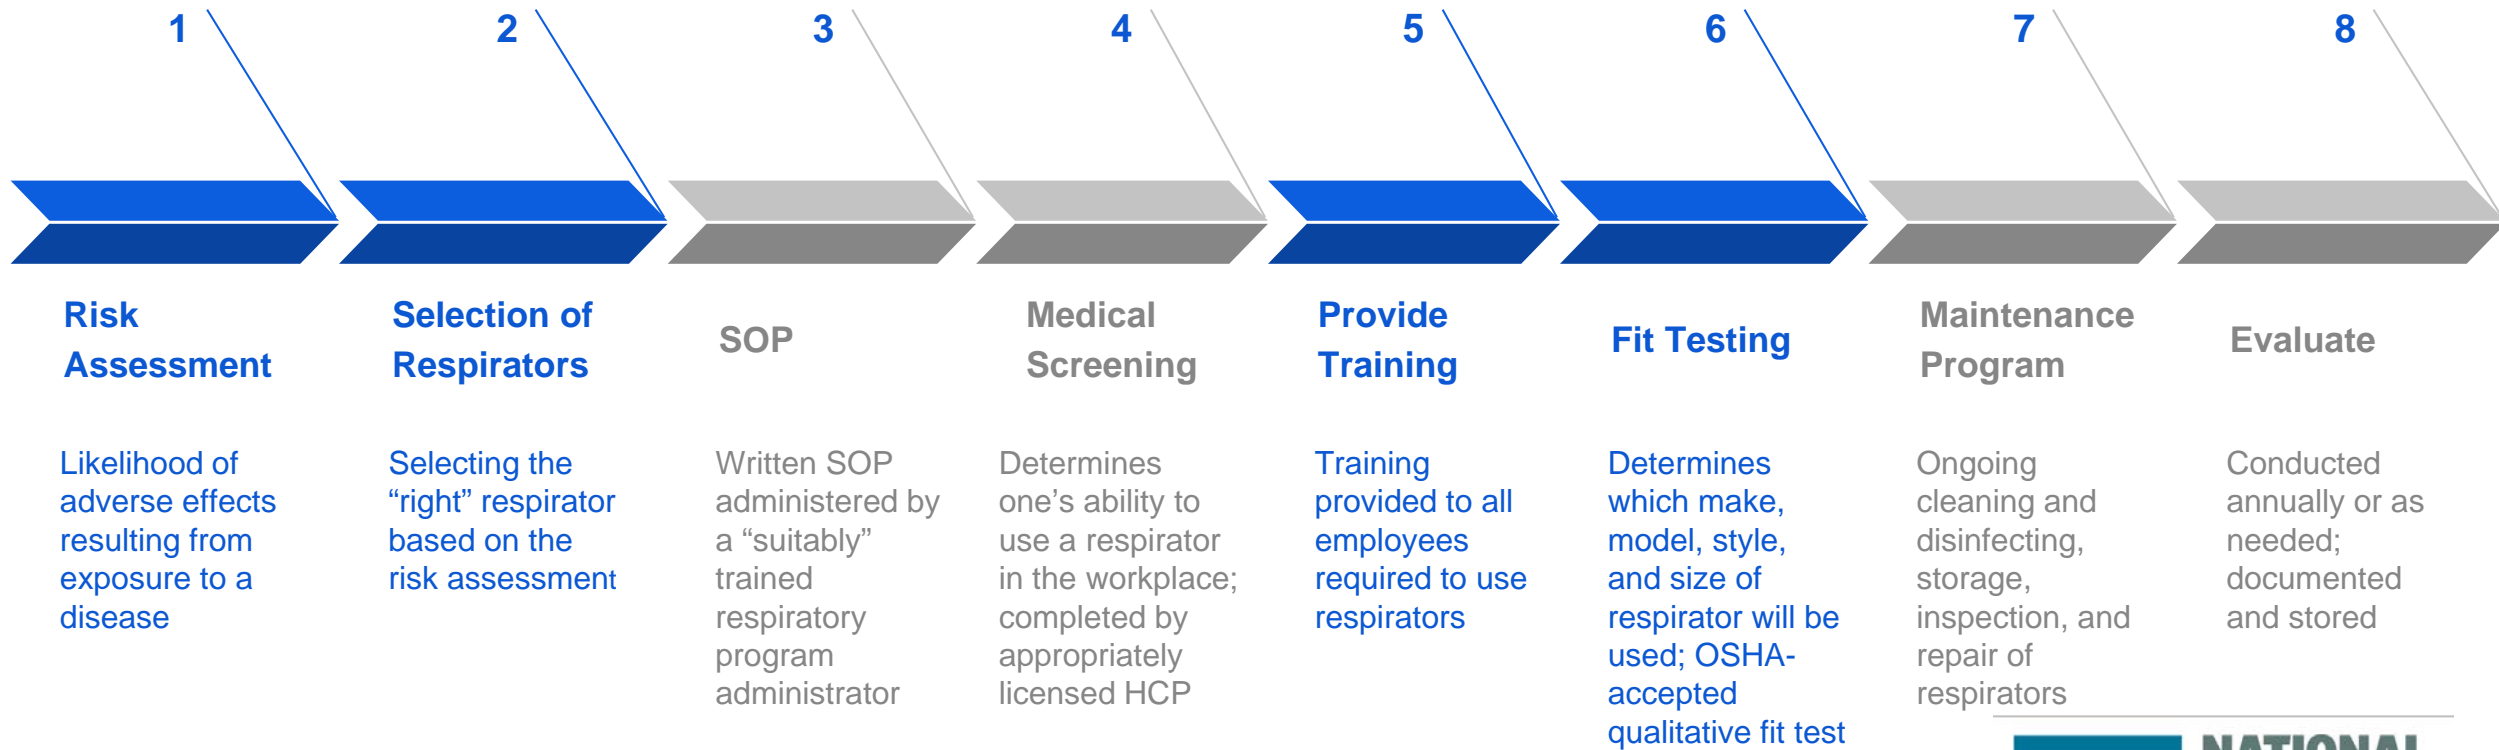 1
2
3
4
5
6
7
8
Risk
Assessment
Selection of
Respirators
SOP
Medical
Screening
Provide
Training
Fit Testing
Maintenance
Program
Evaluate
Likelihood of
adverse effects
resulting from
exposure to a
disease
Selecting the
“right” respirator
based on the
risk assessment
Written SOP
administered by
a “suitably”
trained
respiratory
program
administrator
Determines
one’s ability to
use a respirator
in the workplace;
completed by
appropriately
licensed HCP
Training
provided to all
employees
required to use
respirators
Determines
which make,
model, style,
and size of
respirator will be
used; OSHA-
accepted
qualitative fit test
Ongoing
cleaning and
disinfecting,
storage,
inspection, and
repair of
respirators
Conducted
annually or as
needed;
documented
and stored
NATIONAL